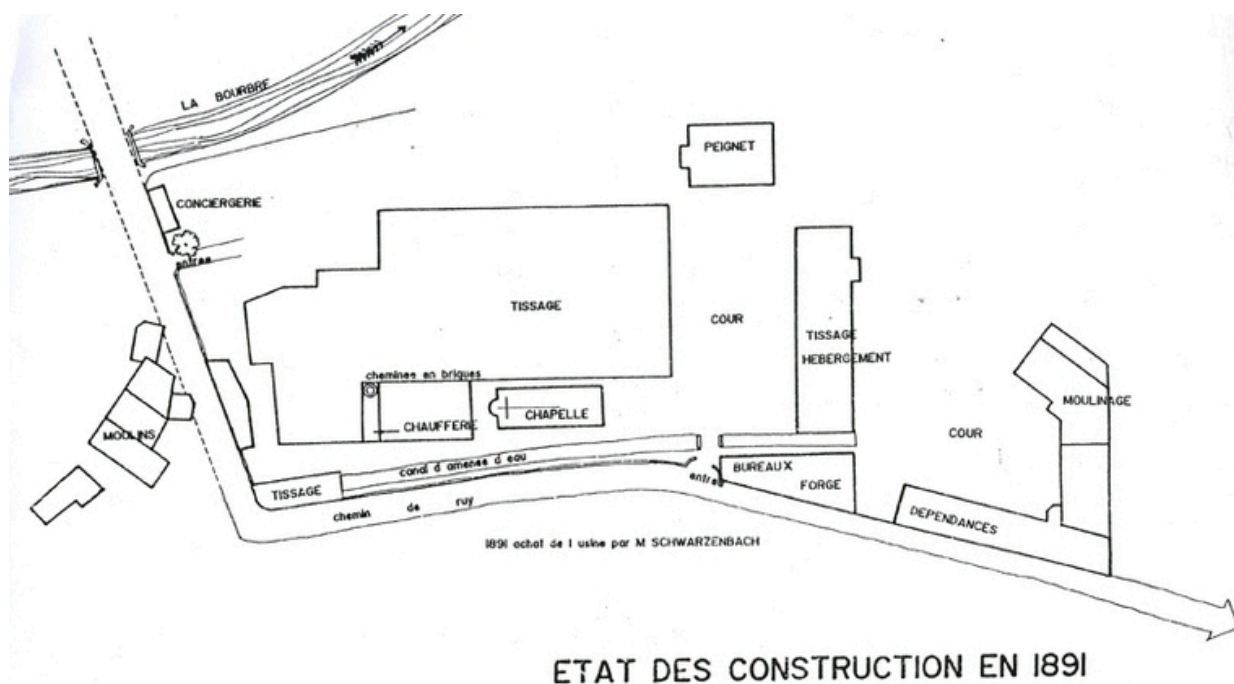 LA BOURBRE
PEIGNET
CONCIERGERIE
entree
TISSAGE
COUR
TISSAGE
HEBERGEMENT
cheminee en briques
CHAUFFERIE
CHAPELLE
MOULINAGE
COUR
MOULINS
canal d amenee d eau
TISSAGE
chemin de ruy
entree
BUREAUX
FORGE
DEPENDANCES
1891 achat de l usine par M SCHWARZENBACH
ETAT DES CONSTRUCTION EN 1891